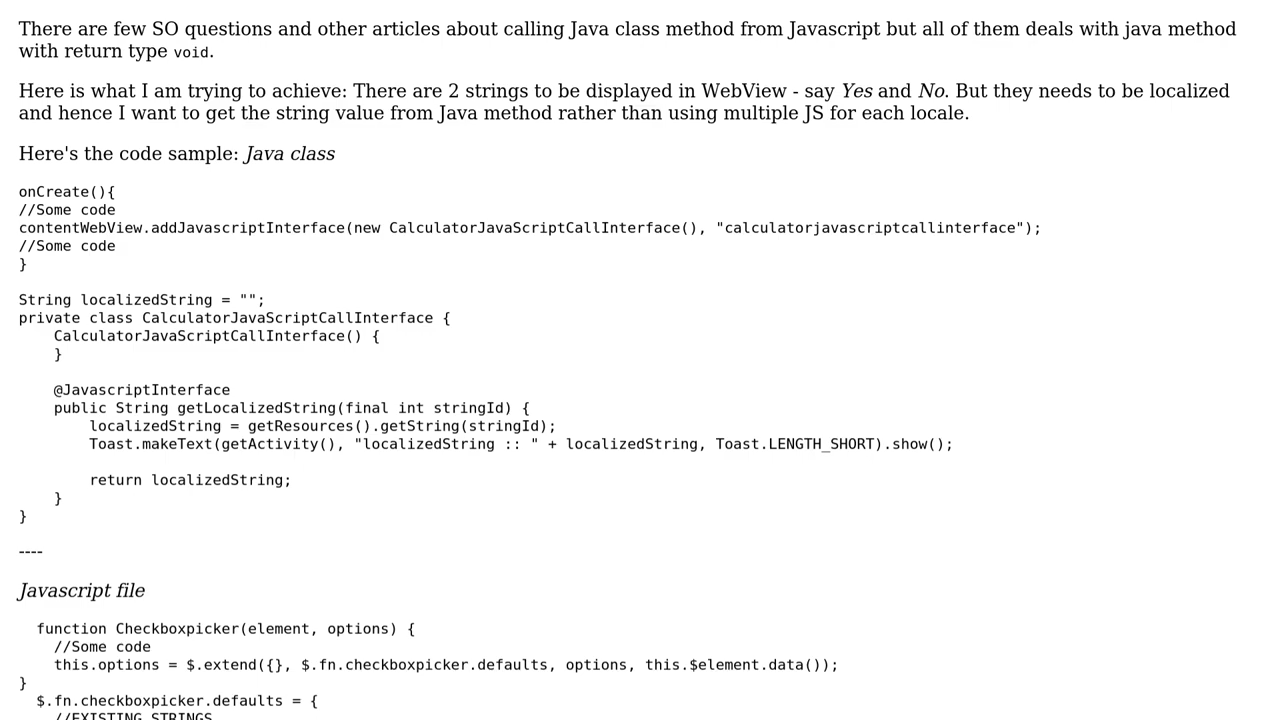 There are few SO questions and other articles about calling Java class method from Javascript but all of them deals with java method
with return type void.
Here is what I am trying to achieve: There are 2 strings to be displayed in WebView - say Yes and No. But they needs to be localized
and hence I want to get the string value from Java method rather than using multiple JS for each locale.
Here's the code sample: Java class
onCreate(){
//Some code
contentWebView.addJavascriptInterface(new CalculatorJavaScriptCallInterface(), "calculatorjavascriptcallinterface");
//Some code
}
String localizedString = "";
private class CalculatorJavaScriptCallInterface {
    CalculatorJavaScriptCallInterface() {
    }
    @JavascriptInterface
    public String getLocalizedString(final int stringId) {
        localizedString = getResources().getString(stringId);
        Toast.makeText(getActivity(), "localizedString :: " + localizedString, Toast.LENGTH_SHORT).show();
        return localizedString;
    }
}
----
Javascript file
  function Checkboxpicker(element, options) {
    //Some code
    this.options = $.extend({}, $.fn.checkboxpicker.defaults, options, this.$element.data());
}
  $.fn.checkboxpicker.defaults = {
    //EXISTING STRINGS